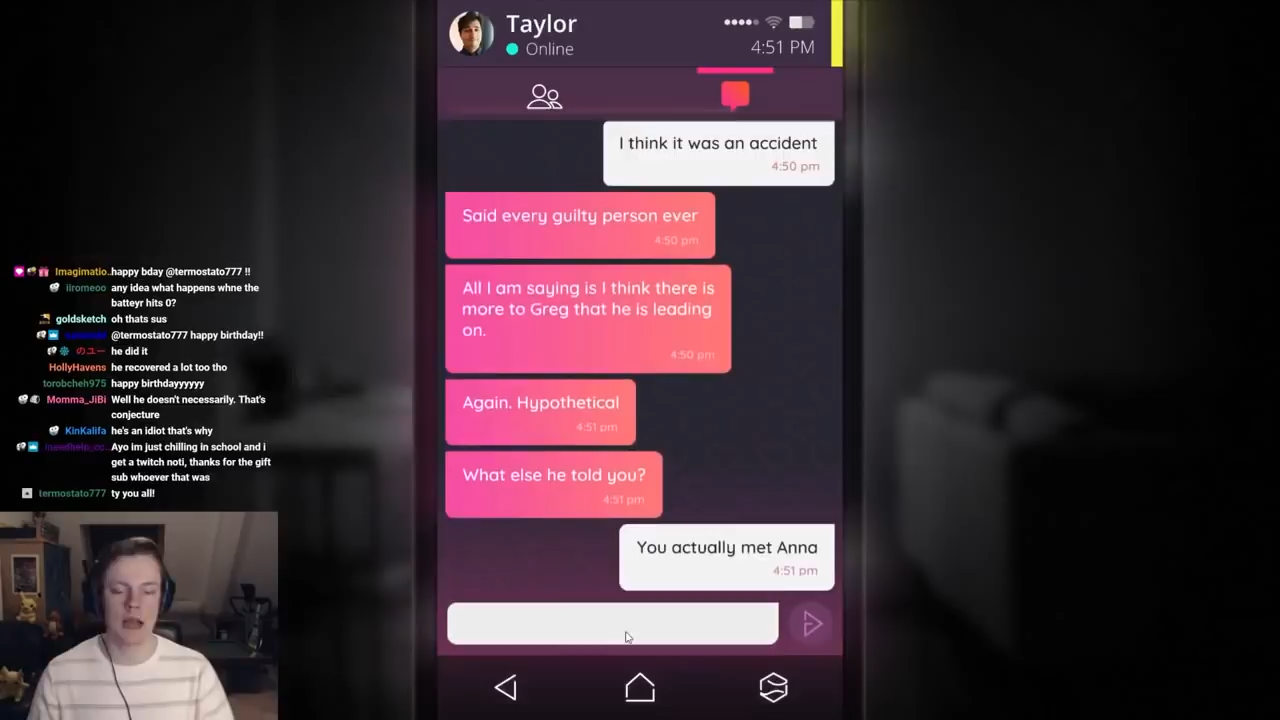 Taylor
Online
4:51 PM
I think it was an accident
4:50 pm
Said every guilty person ever
4:50 pm
All I am saying is I think there is
more to Greg that he is leading
on.
4:50 pm
Again. Hypothetical
4:51 pm
What else he told you?
4:51 pm
You actually met Anna
4:51 pm
Imagimatio.. happy bday @termostato777 !!
ilromeoo any idea what happens whne the
batteyr hits 0?
goldsketch oh thats sus
@termostato777 happy birthday!!
のユー he did it
HollyHavens he recovered a lot too tho
torobcheh975 happy birthdayyyyy
Momma_JiBi Well he doesn't necessarily. That's
conjecture
KinKalifa he's an idiot that's why
Ayo im just chilling in school and i
get a twitch noti, thanks for the gift
sub whoever that was
termostato777 ty you all!